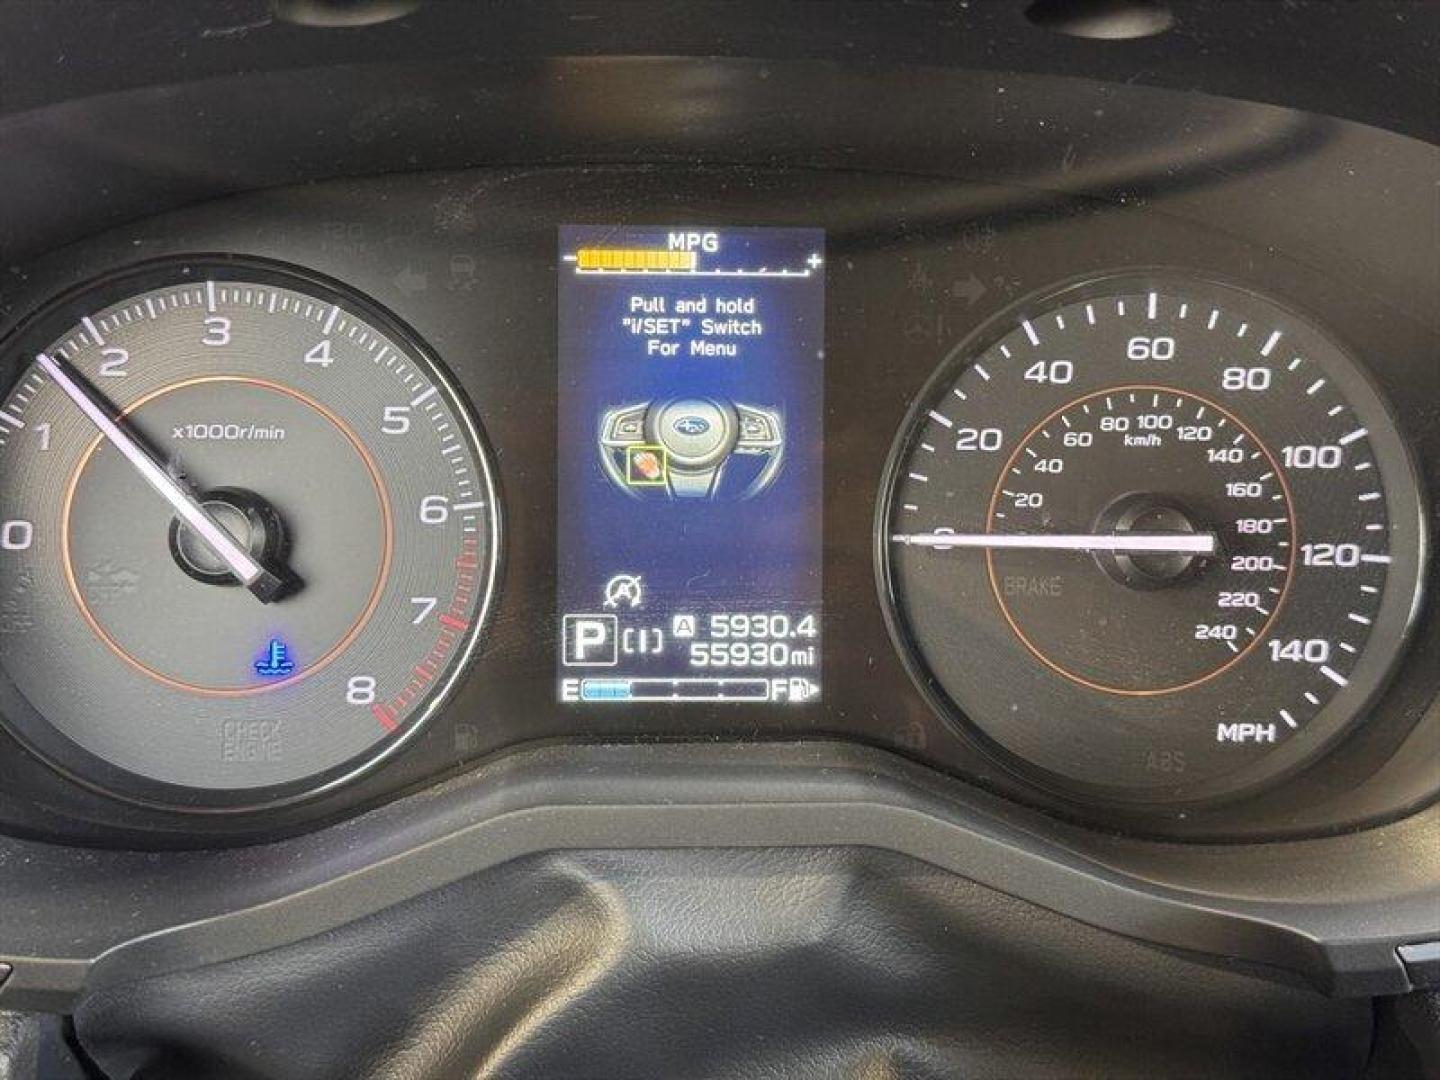 MPG
- +
Pull and hold
"i/SET" Switch
For Menu
0 1 2 3 4 5 6 7 8
x1000r/min
CHECK
ENGINE
A
P [I] A 5930.4
55930mi
E F
0 20 40 60 80 100 120 140
MPH
20 40 60 80 100 120 140 160 180 200 220 240
km/h
BRAKE
ABS